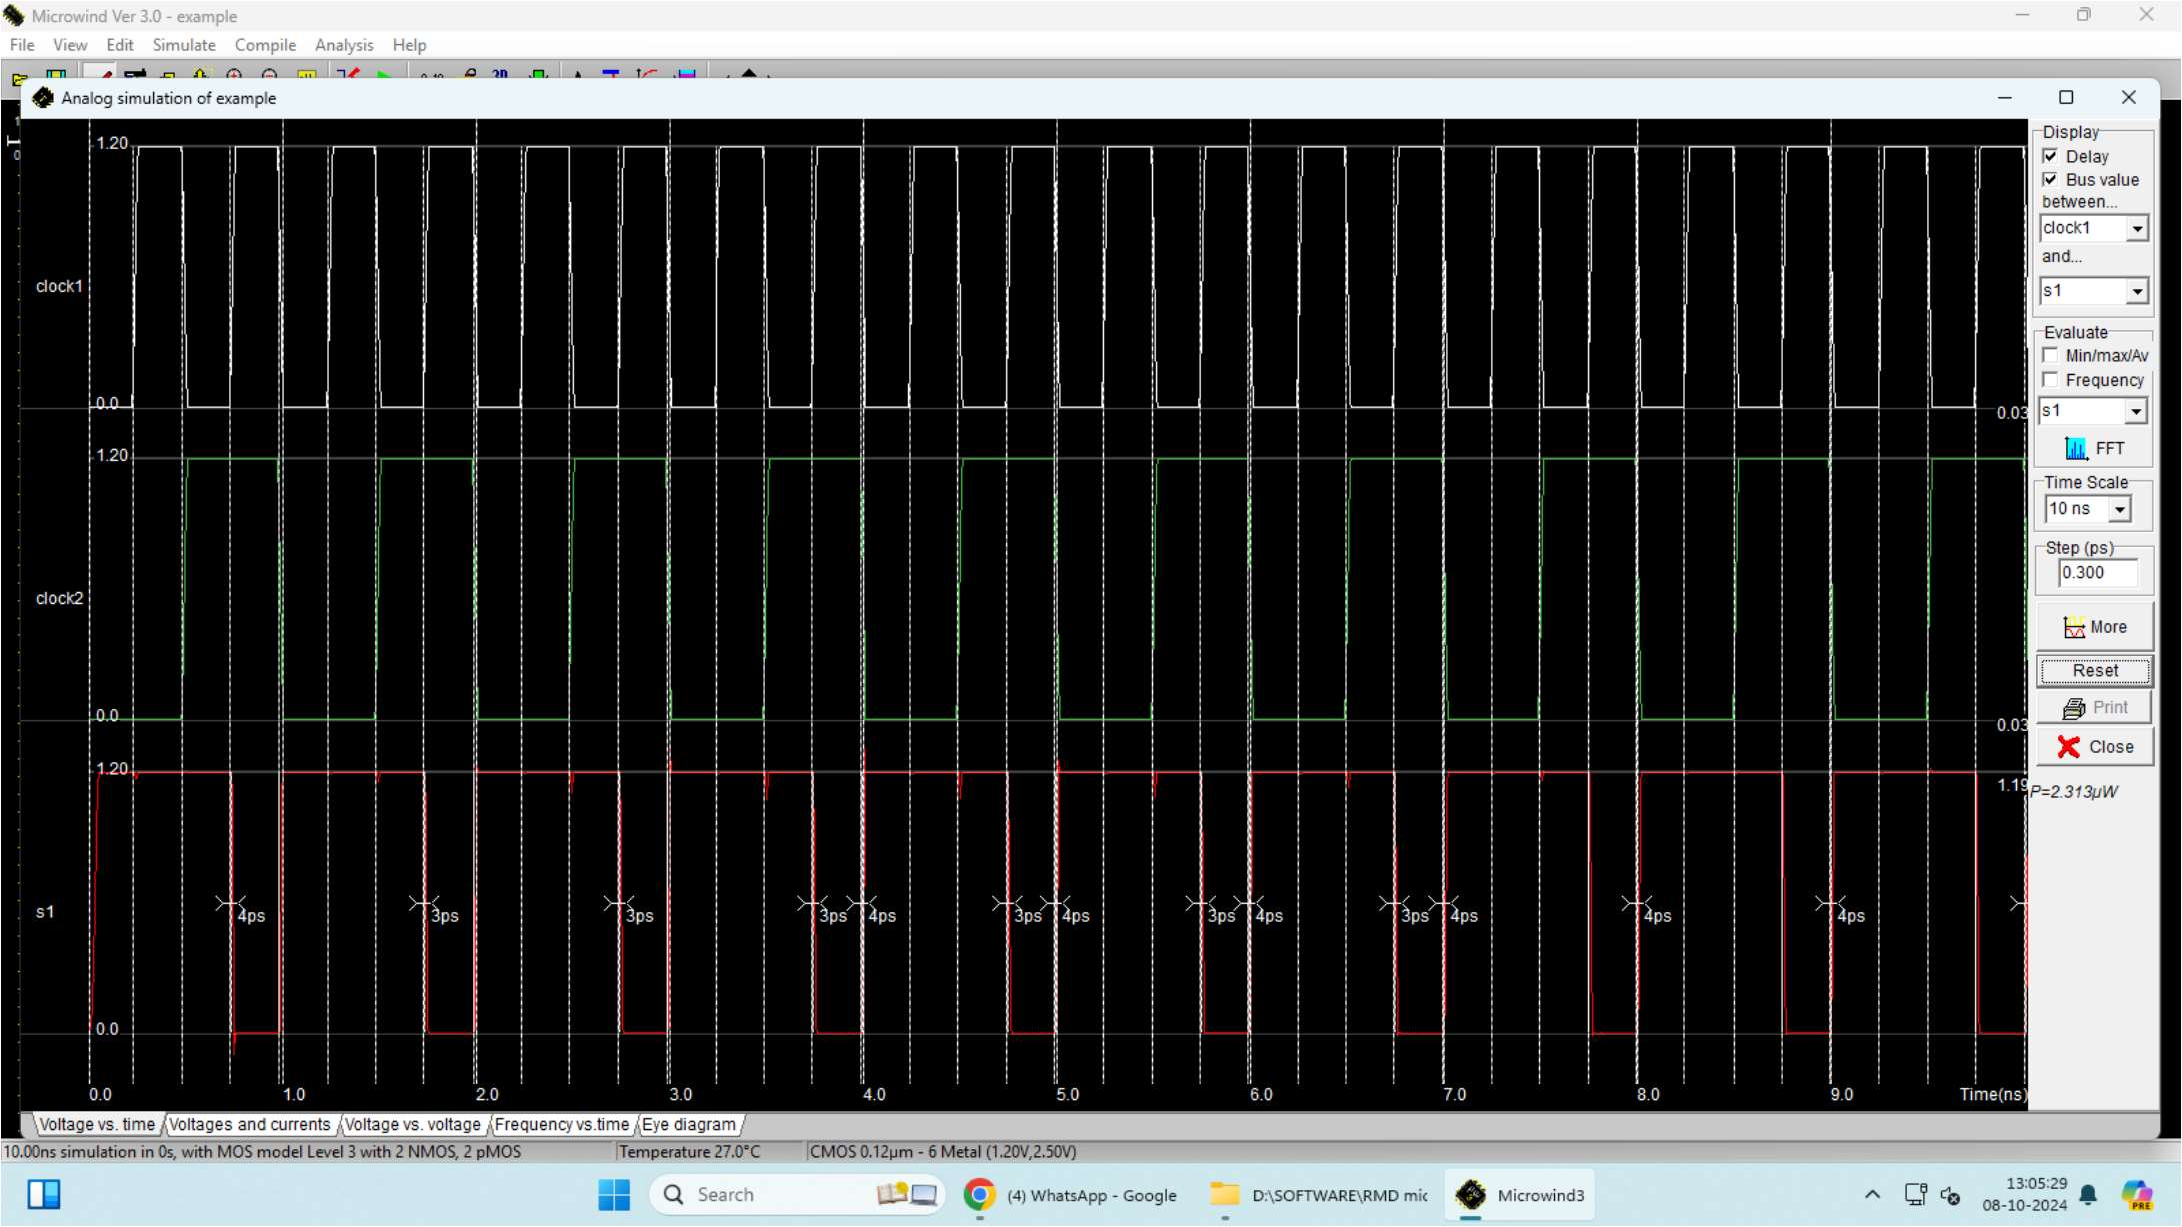 Microwind Ver 3.0 - example
File View Edit Simulate Compile Analysis Help
Analog simulation of example
1.20
clock1
0.0
0.03
1.20
clock2
0.0
0.03
1.20
1.19
s1
4ps 3ps 3ps 3ps 4ps 3ps 4ps 3ps 4ps 3ps 4ps 4ps 4ps
0.0
0.0 1.0 2.0 3.0 4.0 5.0 6.0 7.0 8.0 9.0 Time(ns)
Display
Delay
Bus value
between...
clock1
and...
s1
Evaluate
Min/max/Av
Frequency
s1
FFT
Time Scale
10 ns
Step (ps)
0.300
More
Reset
Print
Close
P=2.313µW
Voltage vs. time Voltages and currents Voltage vs. voltage Frequency vs.time Eye diagram
10.00ns simulation in 0s, with MOS model Level 3 with 2 NMOS, 2 pMOS Temperature 27.0°C CMOS 0.12µm - 6 Metal (1.20V,2.50V)
Search (4) WhatsApp - Google D:\SOFTWARE\RMD mic Microwind3
13:05:29
08-10-2024
PRE